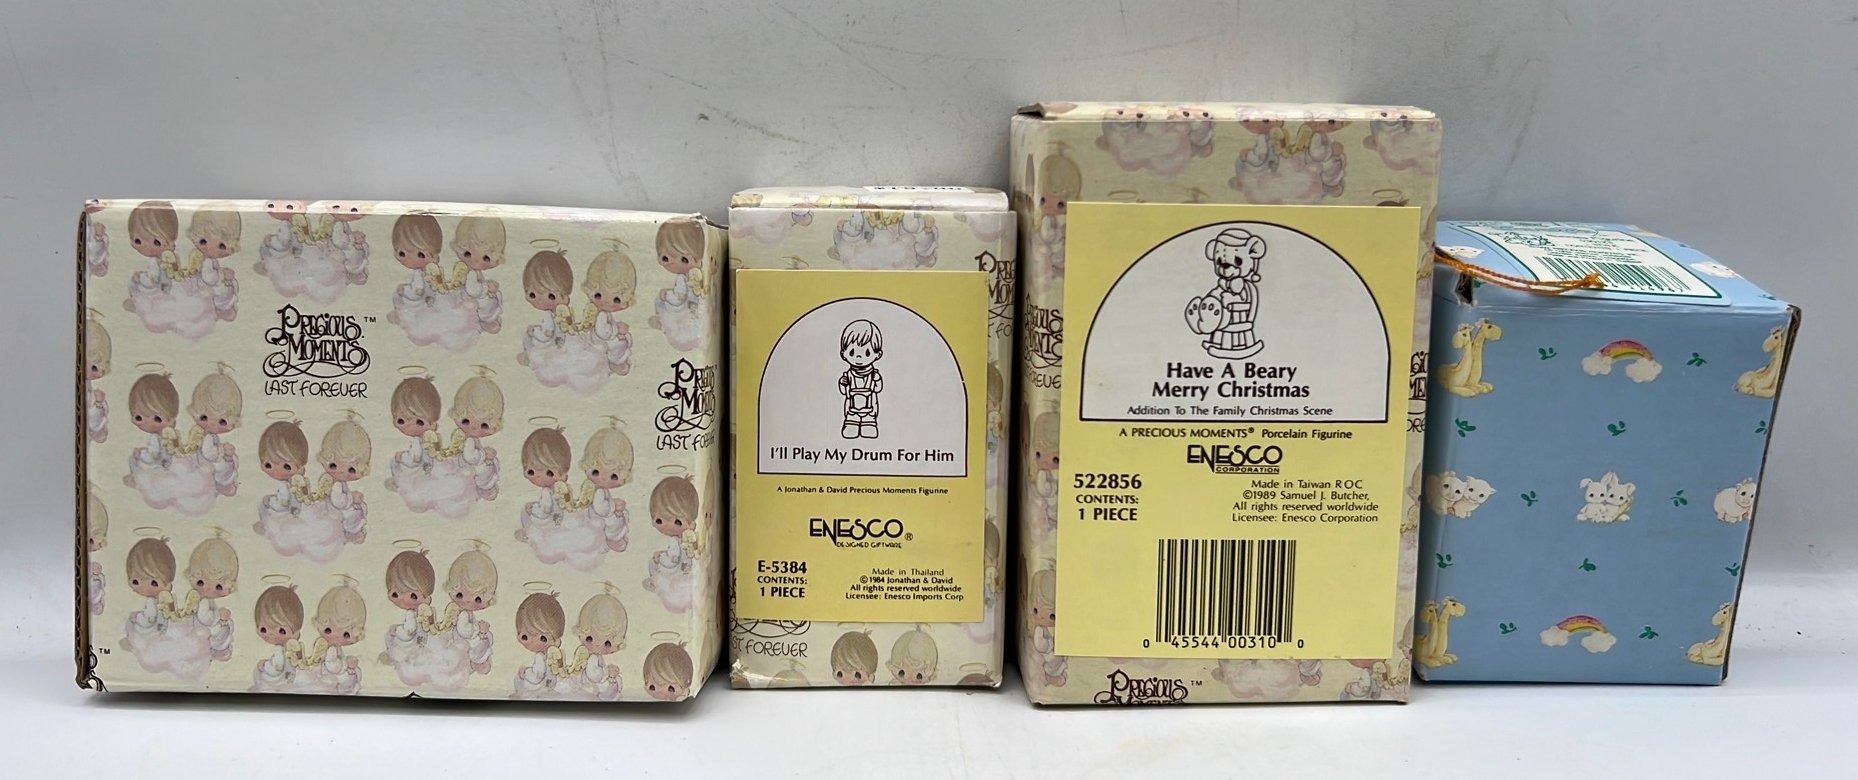 PRECIOUS
MOMENTS™
LAST FOREVER
PRECIOUS
MOMENTS
LAST FOREVER
™
I'll Play My Drum For Him
A Jonathan & David Precious Moments Figurine
ENESCO®
DESIGNED GIFTWARE
E-5384
CONTENTS:
1 PIECE
Made in Thailand
©1984 Jonathan & David
All rights reserved worldwide
Licensee: Enesco Imports Corp
ST FOREVER
Have A Beary
Merry Christmas
Addition To The Family Christmas Scene
A PRECIOUS MOMENTS® Porcelain Figurine
ENESCO
CORPORATION
522856
CONTENTS:
1 PIECE
Made in Taiwan ROC
©1989 Samuel J. Butcher,
All rights reserved worldwide
Licensee: Enesco Corporation
0 45544 00310 0
PRECIOUS™
MOMENTS